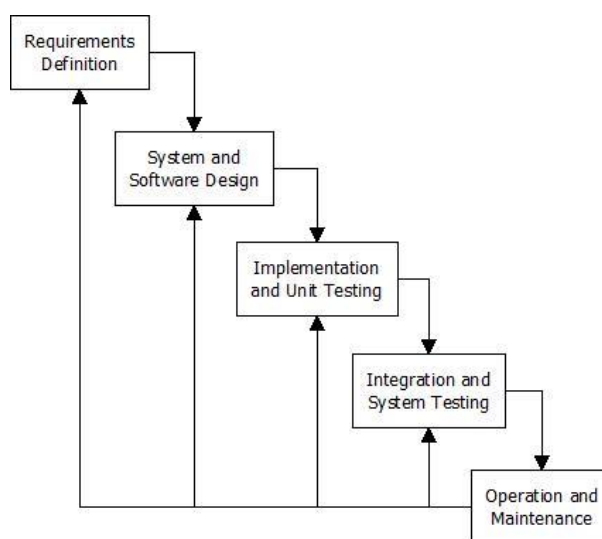 Requirements
Definition
System and
Software Design
Implementation
and Unit Testing
Integration and
System Testing
Operation and
Maintenance